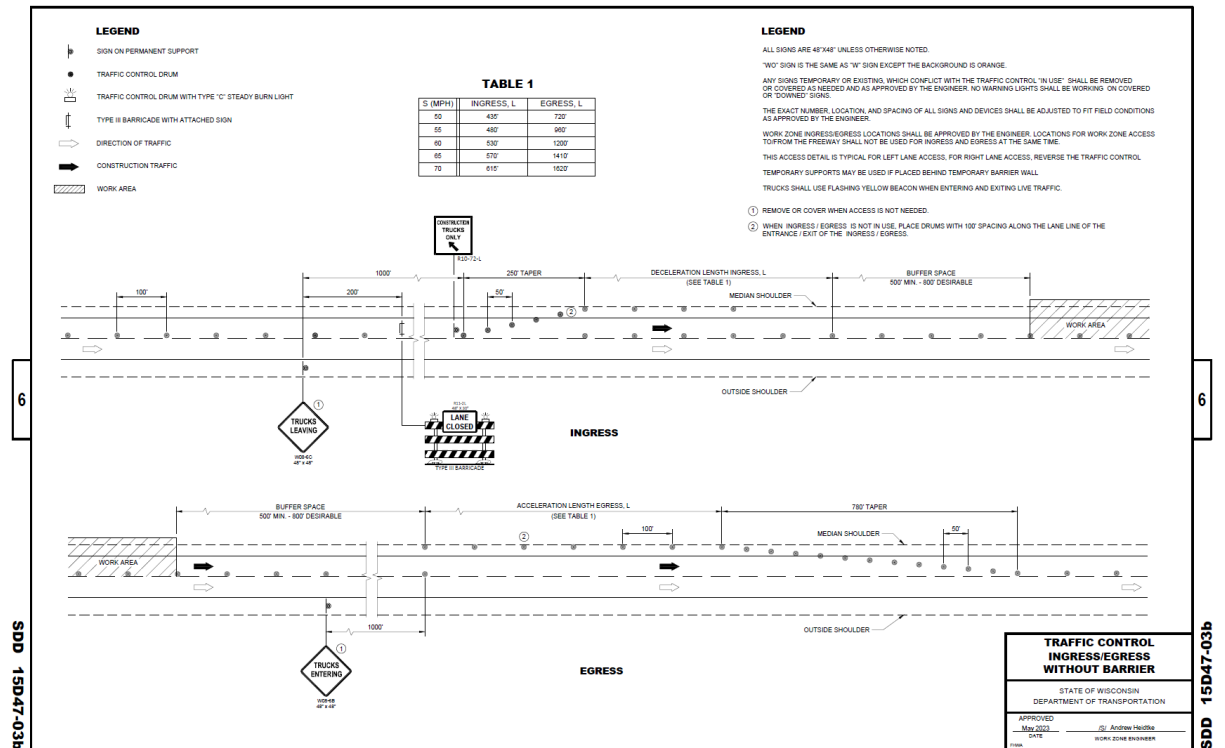 LEGEND
SIGN ON PERMANENT SUPPORT
TRAFFIC CONTROL DRUM
TRAFFIC CONTROL DRUM WITH TYPE "C" STEADY BURN LIGHT
TYPE III BARRICADE WITH ATTACHED SIGN
DIRECTION OF TRAFFIC
CONSTRUCTION TRAFFIC
WORK AREA
TABLE 1
S (MPH) INGRESS, L EGRESS, L
50 435' 720'
55 480' 960'
60 530' 1200'
65 570' 1410'
70 615' 1620'
LEGEND
ALL SIGNS ARE 48"X48" UNLESS OTHERWISE NOTED.
"WO" SIGN IS THE SAME AS "W" SIGN EXCEPT THE BACKGROUND IS ORANGE.
ANY SIGNS TEMPORARY OR EXISTING, WHICH CONFLICT WITH THE TRAFFIC CONTROL "IN USE" SHALL BE REMOVED
OR COVERED AS NEEDED AND AS APPROVED BY THE ENGINEER. NO WARNING LIGHTS SHALL BE WORKING ON COVERED
OR "DOWNED" SIGNS.
THE EXACT NUMBER, LOCATION, AND SPACING OF ALL SIGNS AND DEVICES SHALL BE ADJUSTED TO FIT FIELD CONDITIONS
AS APPROVED BY THE ENGINEER.
WORK ZONE INGRESS/EGRESS LOCATIONS SHALL BE APPROVED BY THE ENGINEER. LOCATIONS FOR WORK ZONE ACCESS
TO/FROM THE FREEWAY SHALL NOT BE USED FOR INGRESS AND EGRESS AT THE SAME TIME.
THIS ACCESS DETAIL IS TYPICAL FOR LEFT LANE ACCESS, FOR RIGHT LANE ACCESS, REVERSE THE TRAFFIC CONTROL
TEMPORARY SUPPORTS MAY BE USED IF PLACED BEHIND TEMPORARY BARRIER WALL
TRUCKS SHALL USE FLASHING YELLOW BEACON WHEN ENTERING AND EXITING LIVE TRAFFIC.
1 REMOVE OR COVER WHEN ACCESS IS NOT NEEDED.
2 WHEN INGRESS / EGRESS IS NOT IN USE, PLACE DRUMS WITH 100' SPACING ALONG THE LANE LINE OF THE
ENTRANCE / EXIT OF THE INGRESS / EGRESS.
CONSTRUCTION
TRUCKS
ONLY
R10-72-L
1000'
250' TAPER
DECELERATION LENGTH INGRESS, L
(SEE TABLE 1)
BUFFER SPACE
500' MIN. - 800' DESIRABLE
100'
200'
50'
MEDIAN SHOULDER
2
WORK AREA
OUTSIDE SHOULDER
1
TRUCKS
LEAVING
WO8-6C
48" x 48"
LANE
CLOSED
TYPE III BARRICADE
INGRESS
BUFFER SPACE
500' MIN. - 800' DESIRABLE
ACCELERATION LENGTH EGRESS, L
(SEE TABLE 1)
780' TAPER
2
100'
MEDIAN SHOULDER
50'
WORK AREA
1000'
OUTSIDE SHOULDER
1
TRUCKS
ENTERING
WO8-6B
48" x 48"
EGRESS
6
6
SDD 15D47-03b
SDD 15D47-03b
TRAFFIC CONTROL
INGRESS/EGRESS
WITHOUT BARRIER
STATE OF WISCONSIN
DEPARTMENT OF TRANSPORTATION
APPROVED
May 2023 /S/ Andrew Heidtke
DATE WORK ZONE ENGINEER
FHWA